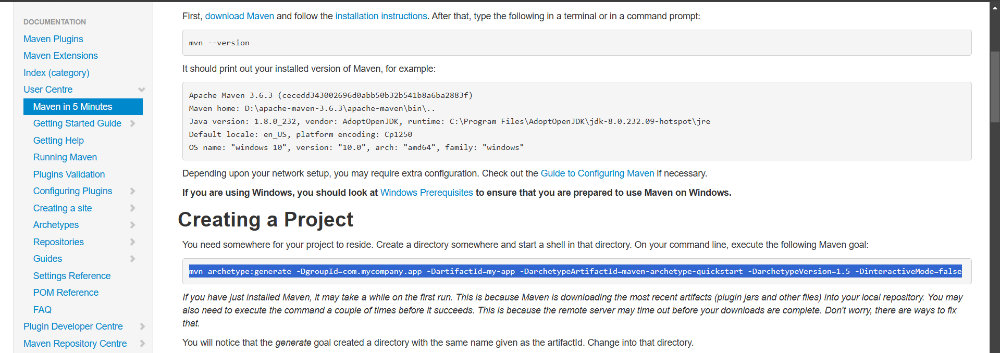 DOCUMENTATION
Maven Plugins
Maven Extensions
Index (category)
User Centre
Maven in 5 Minutes
Getting Started Guide
Getting Help
Running Maven
Plugins Validation
Configuring Plugins
Creating a site
Archetypes
Repositories
Guides
Settings Reference
POM Reference
FAQ
Plugin Developer Centre
Maven Repository Centre
First, download Maven and follow the installation instructions. After that, type the following in a terminal or in a command prompt:
mvn --version
It should print out your installed version of Maven, for example:
Apache Maven 3.6.3 (cecedd343002696d0abb50b32b541b8a6ba2883f)
Maven home: D:\apache-maven-3.6.3\apache-maven\bin\..
Java version: 1.8.0_232, vendor: AdoptOpenJDK, runtime: C:\Program Files\AdoptOpenJDK\jdk-8.0.232.09-hotspot\jre
Default locale: en_US, platform encoding: Cp1250
OS name: "windows 10", version: "10.0", arch: "amd64", family: "windows"
Depending upon your network setup, you may require extra configuration. Check out the Guide to Configuring Maven if necessary.
If you are using Windows, you should look at Windows Prerequisites to ensure that you are prepared to use Maven on Windows.
Creating a Project
You need somewhere for your project to reside. Create a directory somewhere and start a shell in that directory. On your command line, execute the following Maven goal:
mvn archetype:generate -DgroupId=com.mycompany.app -DartifactId=my-app -DarchetypeArtifactId=maven-archetype-quickstart -DarchetypeVersion=1.5 -DinteractiveMode=false
If you have just installed Maven, it may take a while on the first run. This is because Maven is downloading the most recent artifacts (plugin jars and other files) into your local repository. You may
also need to execute the command a couple of times before it succeeds. This is because the remote server may time out before your downloads are complete. Don't worry, there are ways to fix
that.
You will notice that the generate goal created a directory with the same name given as the artifactId. Change into that directory.